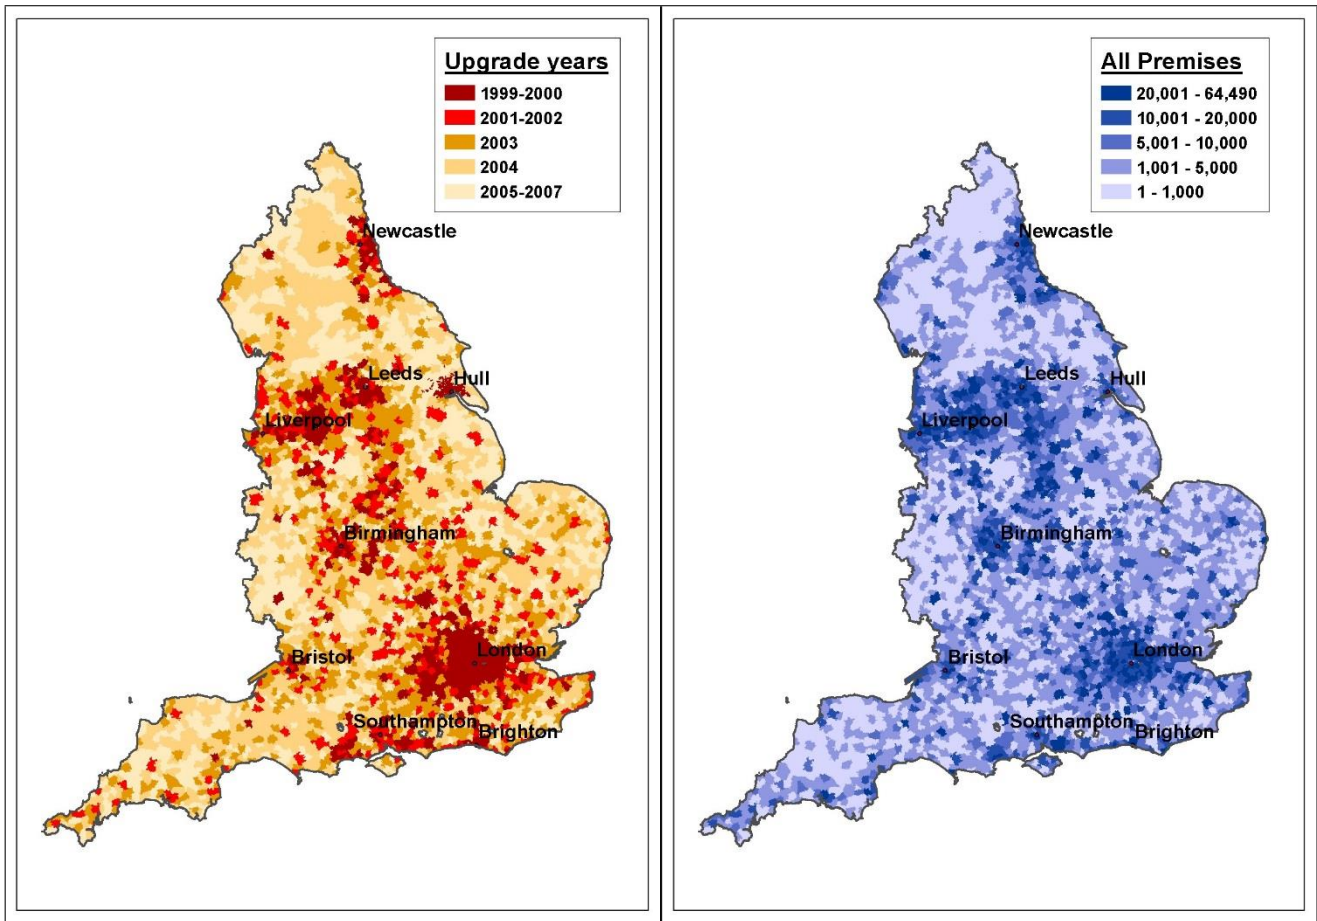 Upgrade years
1999-2000
2001-2002
2003
2004
2005-2007
Newcastle
Leeds
Hull
Liverpool
Birmingham
London
Bristol
Southampton
Brighton
All Premises
20,001 - 64,490
10,001 - 20,000
5,001 - 10,000
1,001 - 5,000
1 - 1,000
Newcastle
Leeds
Hull
Liverpool
Birmingham
London
Bristol
Southampton
Brighton